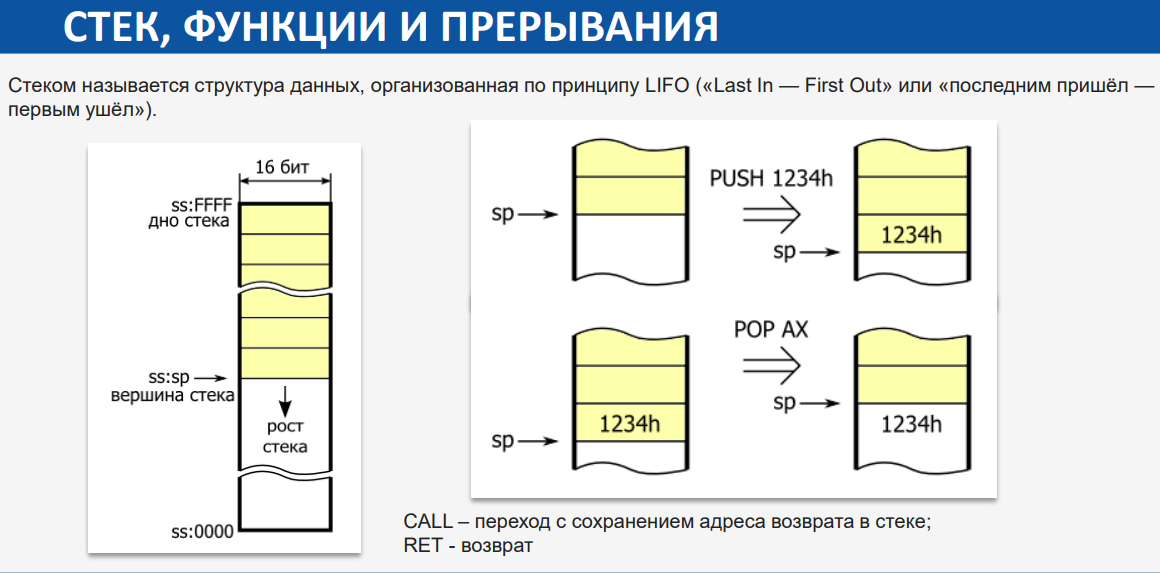 СТЕК, ФУНКЦИИ И ПРЕРЫВАНИЯ
Стеком называется структура данных, организованная по принципу LIFO («Last In — First Out» или «последним пришёл —
первым ушёл»).
16 бит
ss:FFFF
дно стека
ss:sp
вершина стека
рост
стека
ss:0000
sp
PUSH 1234h
1234h
sp
POP AX
1234h
sp
sp
1234h
CALL – переход с сохранением адреса возврата в стеке;
RET - возврат